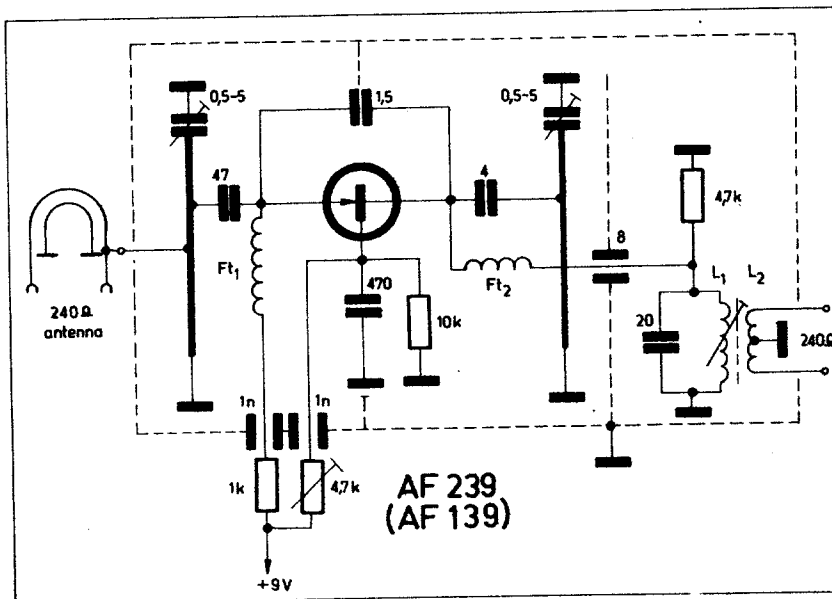 0,5-5
1,5
0,5-5
47
4
4,7k
8
Ft₁
Ft₂
L₁ L₂
240Ω
antenna
470
10k
20
240Ω
1n 1n
1k
4,7k
AF 239
(AF 139)
+9V